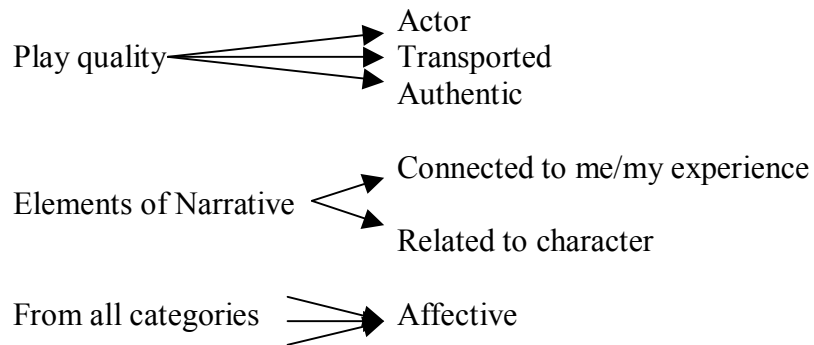 Actor
Play quality
Transported
Authentic
Connected to me/my experience
Elements of Narrative
Related to character
From all categories
Affective